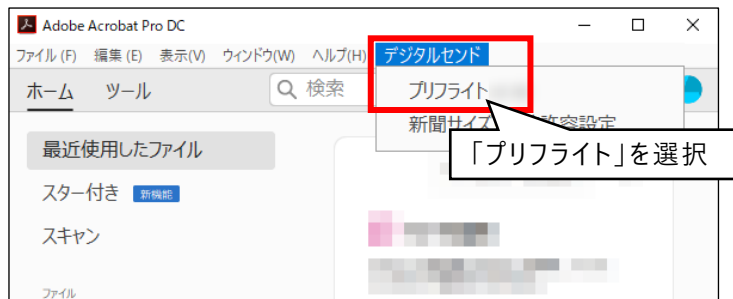 Adobe Acrobat Pro DC
ファイル(F) 編集(E) 表示(V) ウィンドウ(W) ヘルプ(H) デジタルセンド
ホーム ツール 検索 プリフライト
新聞サイズ 許容設定
「プリフライト」を選択
最近使用したファイル
スター付き 新機能
スキャン
ファイル